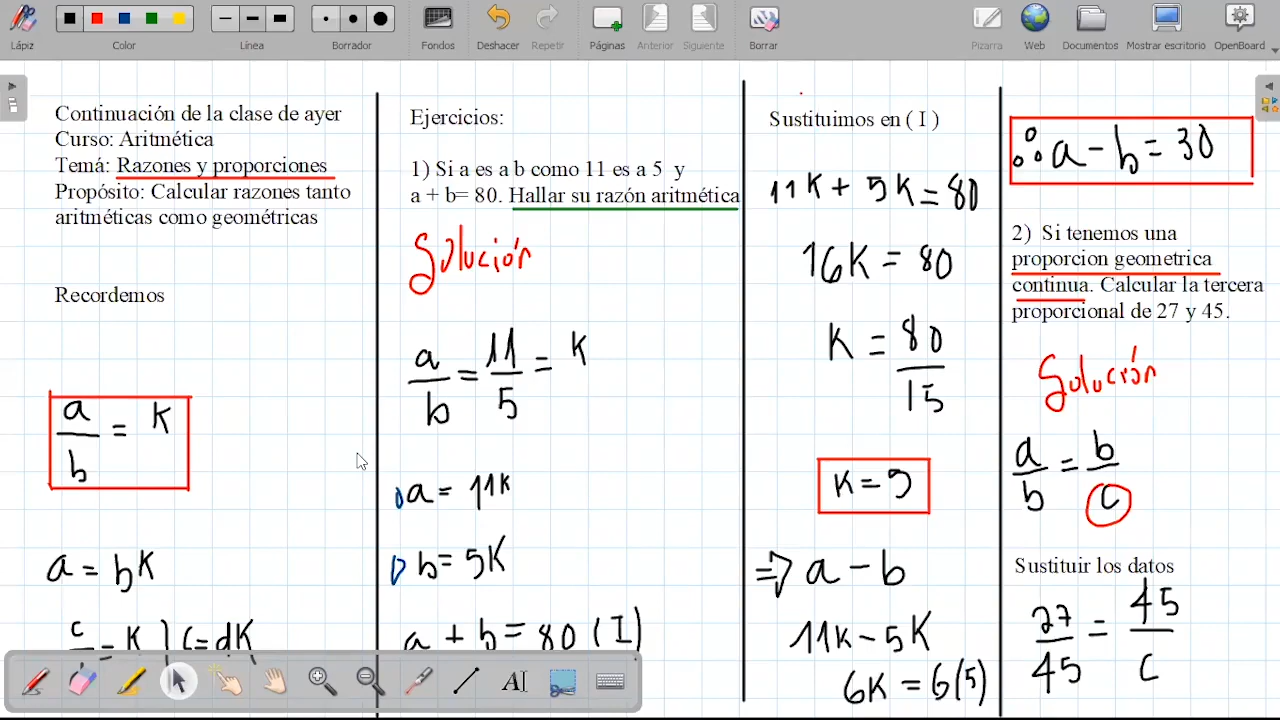 Lápiz
Color
Línea
Borrador
Fondos
Deshacer
Repetir
Páginas
Anterior
Siguiente
Borrar
Pizarra
Web
Documentos
Mostrar escritorio
OpenBoard
Continuación de la clase de ayer
Curso: Aritmética
Temá: Razones y proporciones
Propósito: Calcular razones tanto
aritméticas como geométricas
Recordemos
a/b = K
a = bK
c/ = K c = dK
Ejercicios:
1) Si a es a b como 11 es a 5 y
a + b= 80. Hallar su razón aritmética
Solución
a/b = 11/5 = K
a = 11K
b = 5K
a + b = 80 (I)
Sustituimos en ( I )
11K + 5K = 80
16K = 80
K = 80/15
K = 5
⇒ a − b
11K − 5K
6K = 6(5)
∴ a − b = 30
2) Si tenemos una
proporcion geometrica
continua. Calcular la tercera
proporcional de 27 y 45.
Solución
a/b = b/c
Sustituir los datos
27/45 = 45/c
AI